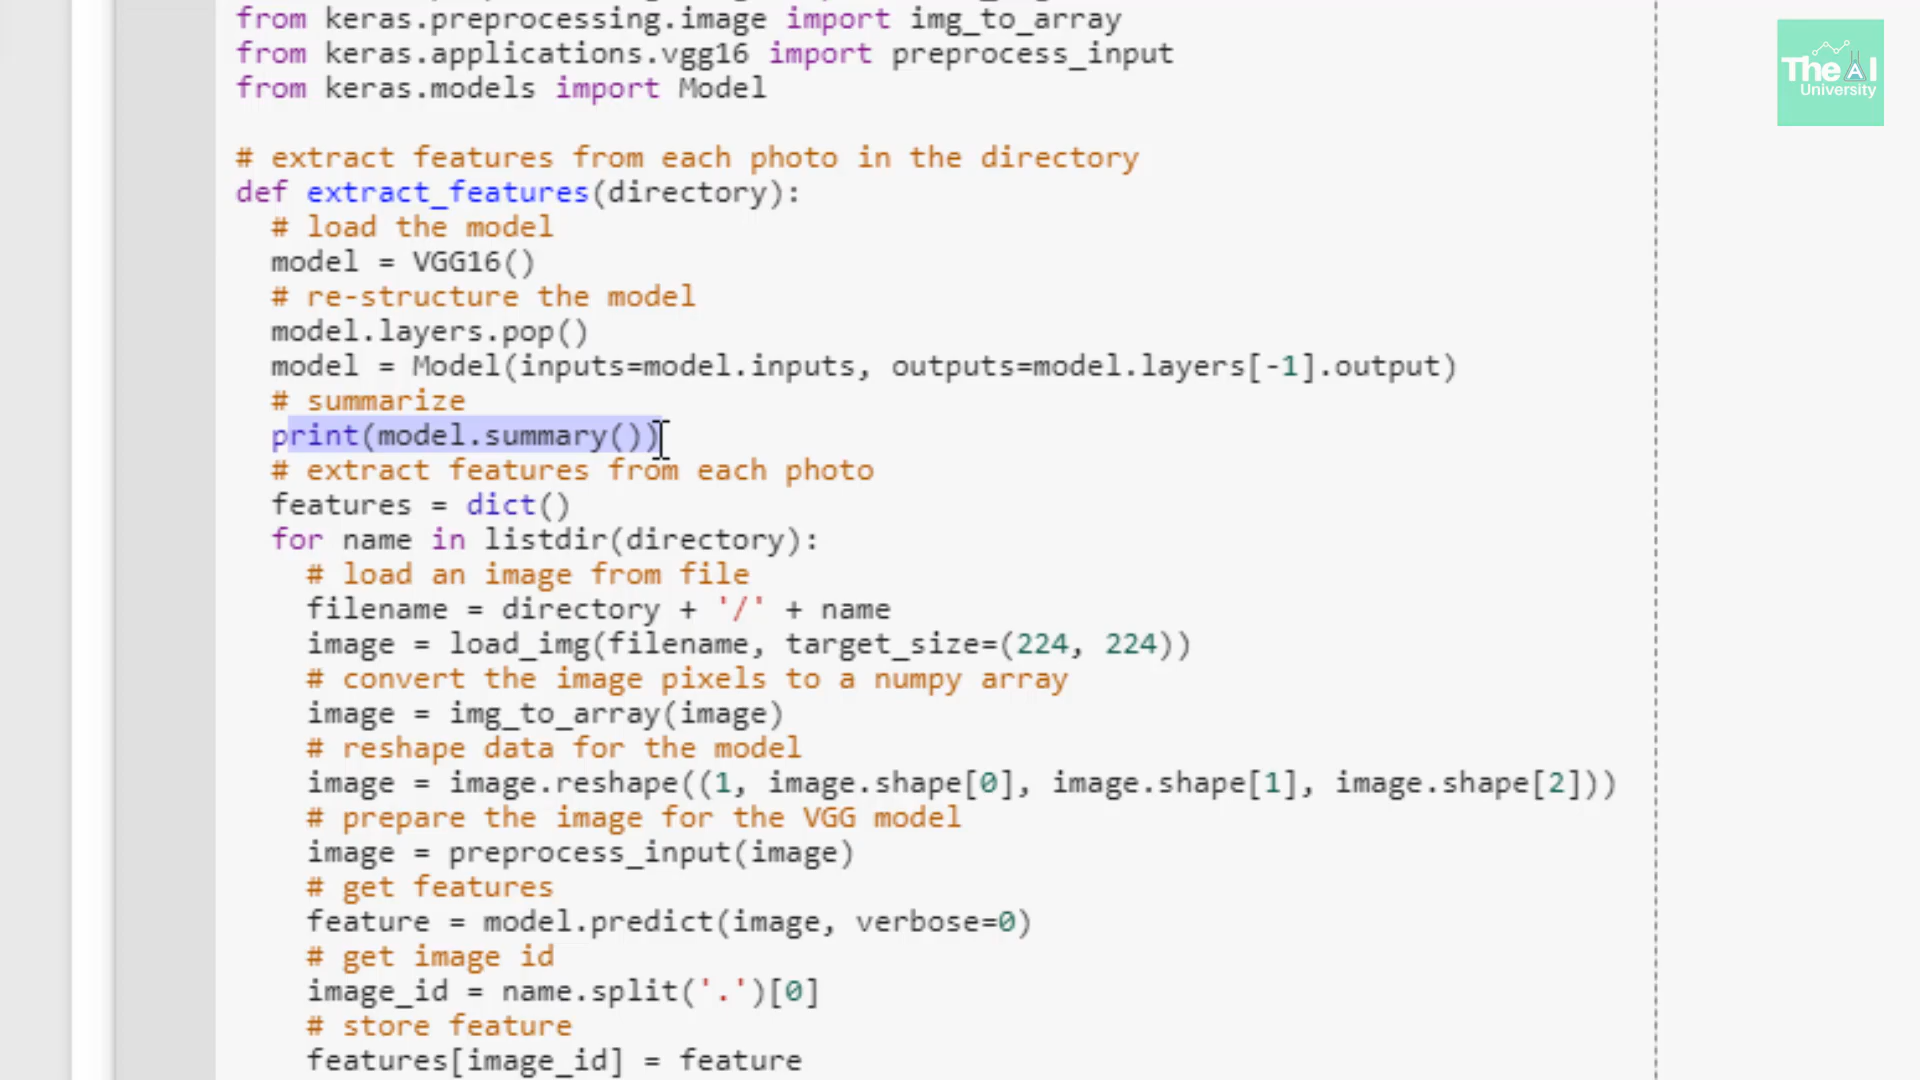 from keras.preprocessing.image import img_to_array
from keras.applications.vgg16 import preprocess_input
from keras.models import Model
# extract features from each photo in the directory
def extract_features(directory):
  # load the model
  model = VGG16()
  # re-structure the model
  model.layers.pop()
  model = Model(inputs=model.inputs, outputs=model.layers[-1].output)
  # summarize
  print(model.summary())
  # extract features from each photo
  features = dict()
  for name in listdir(directory):
    # load an image from file
    filename = directory + '/' + name
    image = load_img(filename, target_size=(224, 224))
    # convert the image pixels to a numpy array
    image = img_to_array(image)
    # reshape data for the model
    image = image.reshape((1, image.shape[0], image.shape[1], image.shape[2]))
    # prepare the image for the VGG model
    image = preprocess_input(image)
    # get features
    feature = model.predict(image, verbose=0)
    # get image id
    image_id = name.split('.')[0]
    # store feature
    features[image_id] = feature
The AI
University